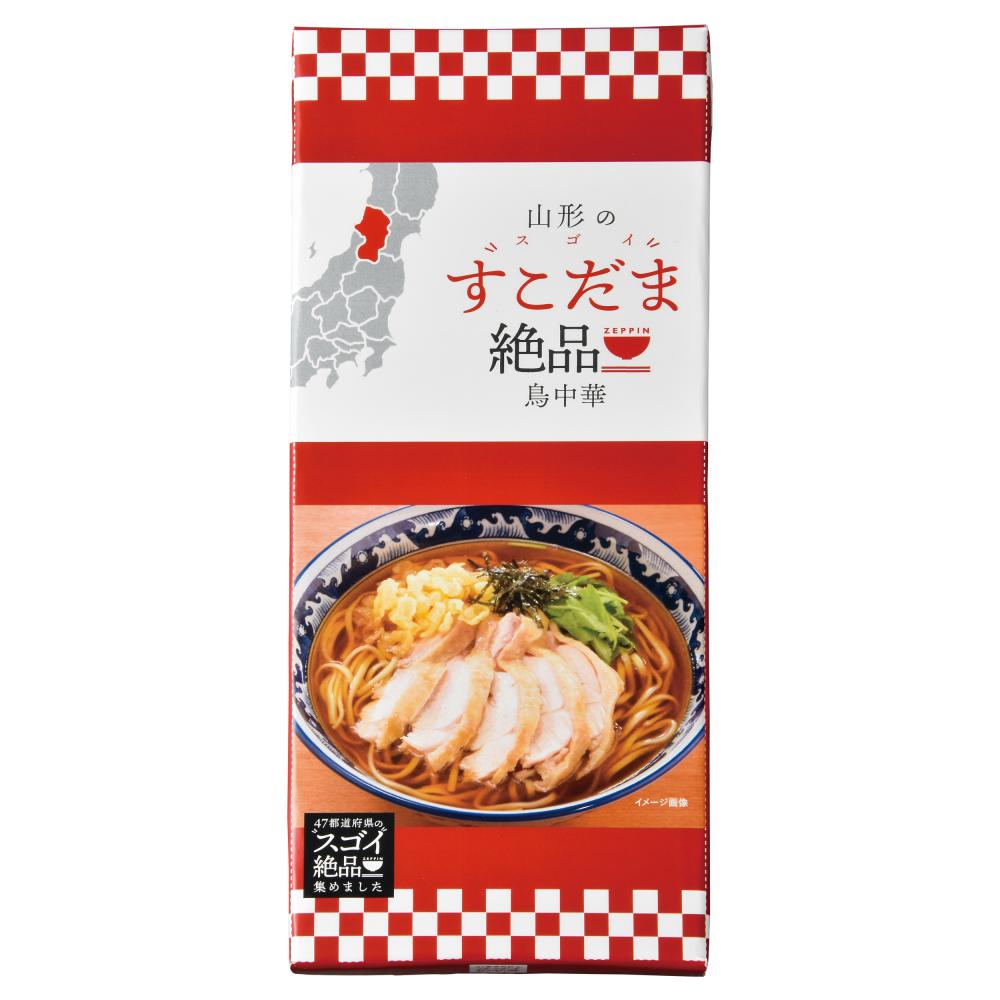 山形の
"スゴイ"
すこだま
絶品
ZEPPIN
鳥中華
イメージ画像
47都道府県の
"スゴイ"
絶品
ZEPPIN
集めました